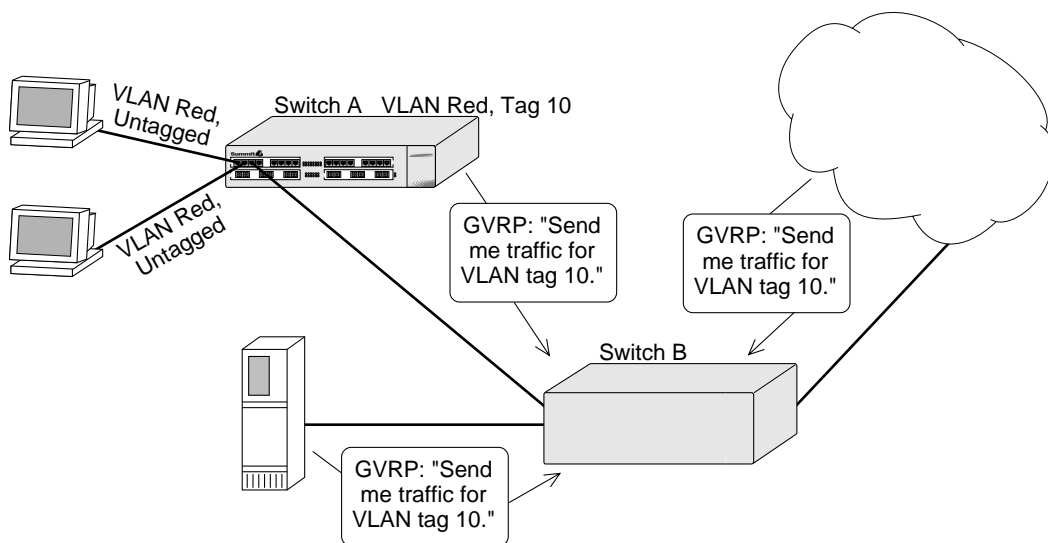 VLAN Red,
Untagged
Switch A VLAN Red, Tag 10
Summit4
VLAN Red,
Untagged
GVRP: "Send
me traffic for
VLAN tag 10."
GVRP: "Send
me traffic for
VLAN tag 10."
Switch B
GVRP: "Send
me traffic for
VLAN tag 10."